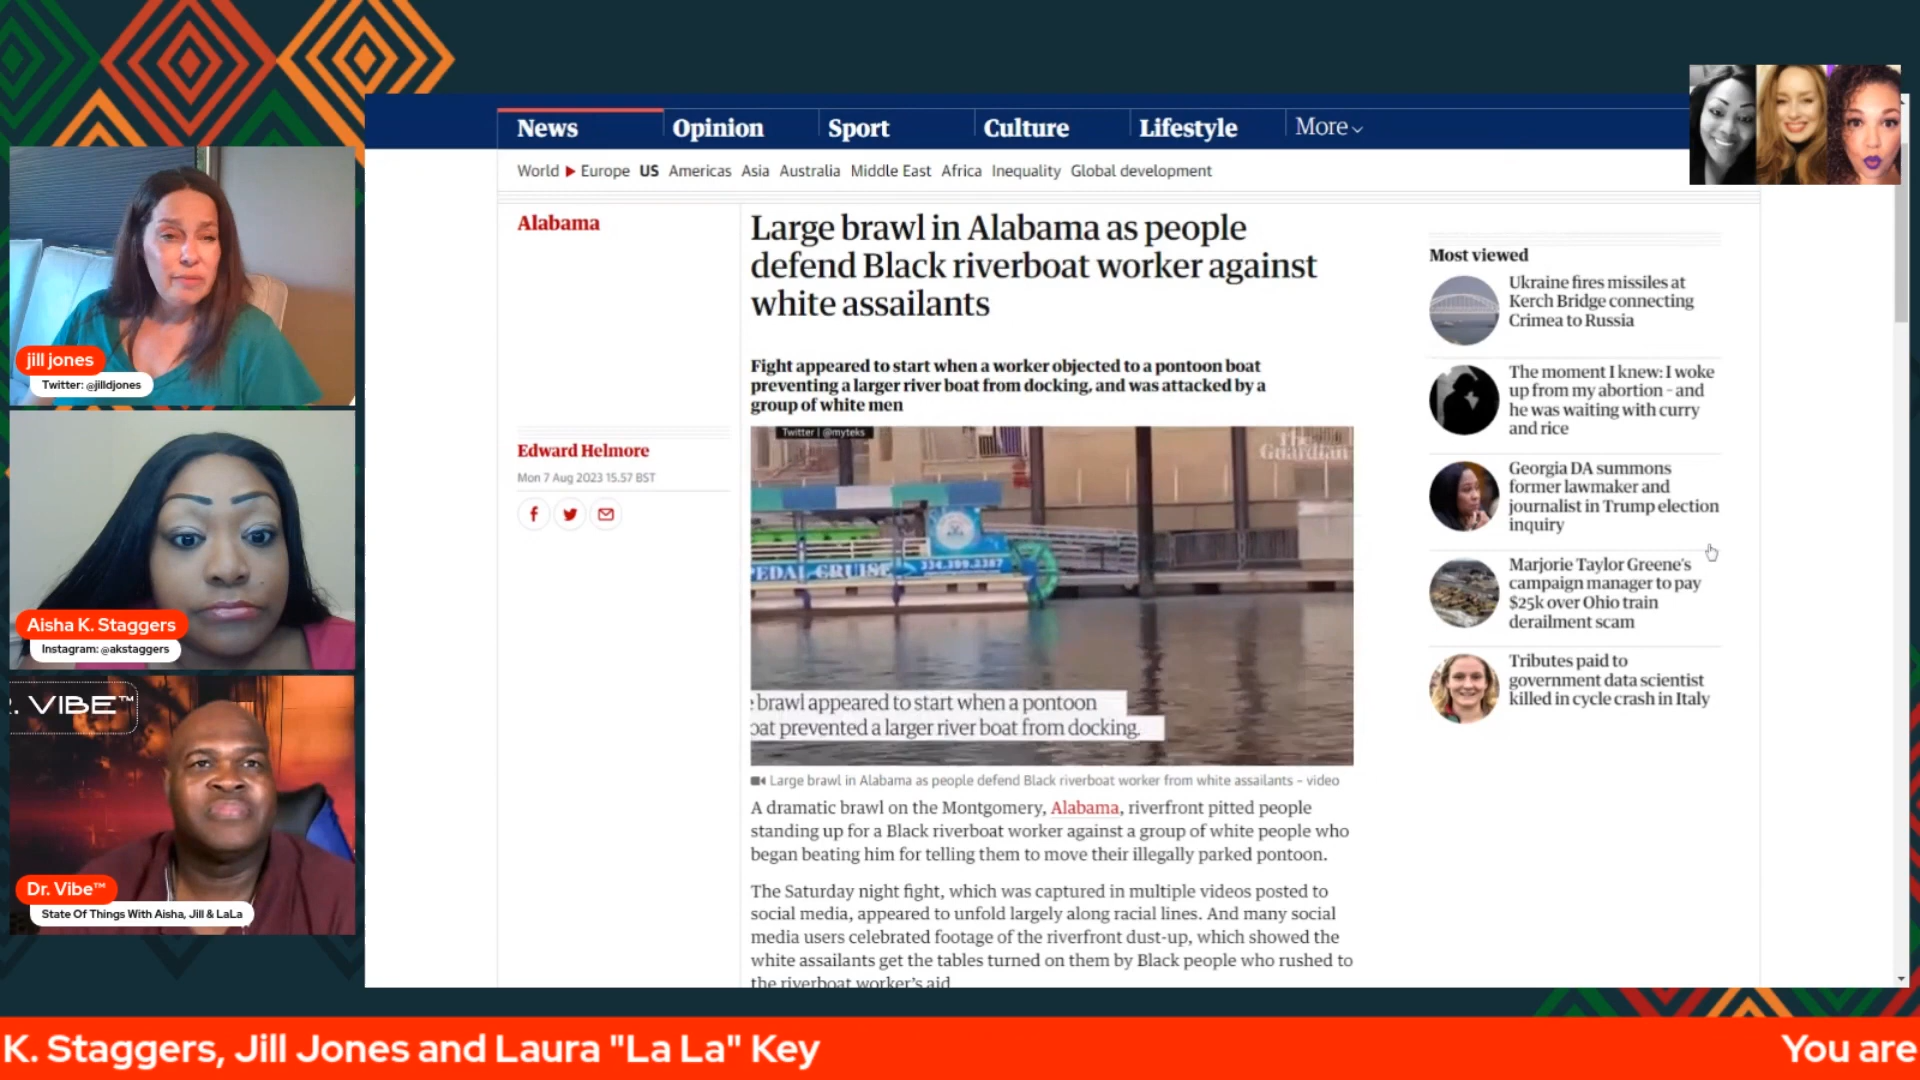 News
Opinion
Sport
Culture
Lifestyle
More
World
Europe
US
Americas
Asia
Australia
Middle East
Africa
Inequality
Global development
Alabama
Large brawl in Alabama as people
defend Black riverboat worker against
white assailants
Fight appeared to start when a worker objected to a pontoon boat
preventing a larger river boat from docking, and was attacked by a
group of white men
Edward Helmore
Mon 7 Aug 2023 15.57 BST
Twitter | @myteks
The
Guardian
PEDAL CRUISE
334.399.2387
brawl appeared to start when a pontoon
oat prevented a larger river boat from docking.
Large brawl in Alabama as people defend Black riverboat worker from white assailants – video
A dramatic brawl on the Montgomery, Alabama, riverfront pitted people
standing up for a Black riverboat worker against a group of white people who
began beating him for telling them to move their illegally parked pontoon.
The Saturday night fight, which was captured in multiple videos posted to
social media, appeared to unfold largely along racial lines. And many social
media users celebrated footage of the riverfront dust-up, which showed the
white assailants get the tables turned on them by Black people who rushed to
the riverboat worker's aid
Most viewed
Ukraine fires missiles at
Kerch Bridge connecting
Crimea to Russia
The moment I knew: I woke
up from my abortion – and
he was waiting with curry
and rice
Georgia DA summons
former lawmaker and
journalist in Trump election
inquiry
Marjorie Taylor Greene's
campaign manager to pay
$25k over Ohio train
derailment scam
Tributes paid to
government data scientist
killed in cycle crash in Italy
jill jones
Twitter: @jilldjones
Aisha K. Staggers
Instagram: @akstaggers
. VIBE™
Dr. Vibe™
State Of Things With Aisha, Jill & LaLa
K. Staggers, Jill Jones and Laura "La La" Key
You are